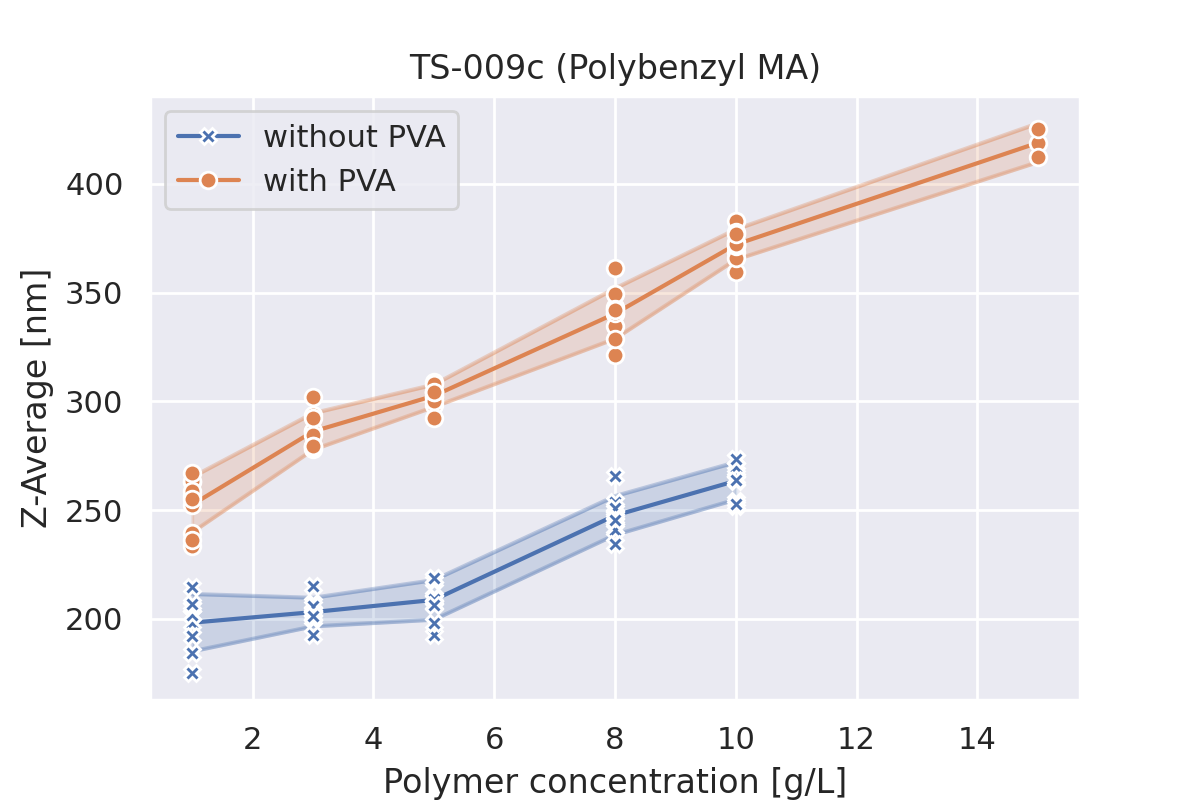 TS-009c (Polybenzyl MA)
without PVA
with PVA
400
350
300
250
200
Z-Average [nm]
2 4 6 8 10 12 14
Polymer concentration [g/L]